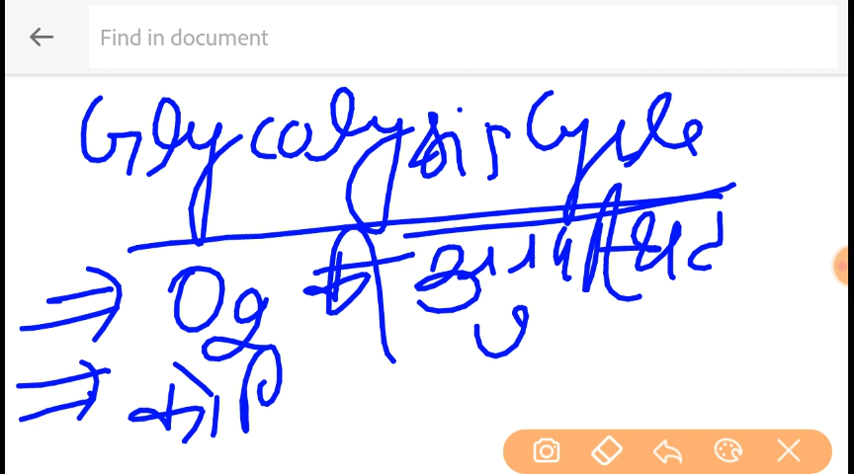 Find in document
Glycolysis Cycle
⇒ O2 की अनुपस्थित
⇒